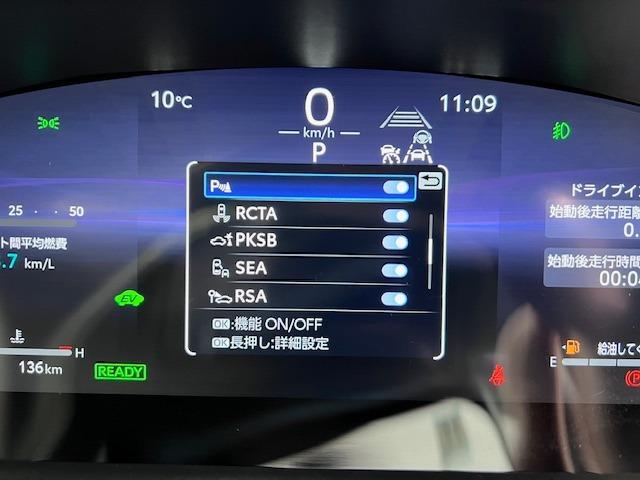 10℃
0
km/h
P
11:09
P
RCTA
PKSB
SEA
RSA
OK:機能 ON/OFF
OK長押し:詳細設定
25 50
ト間平均燃費
.7 km/L
EV
H
136km
READY
ドライブイ
始動後走行距離
0.
始動後走行時間
00:04
給油してく
E
P